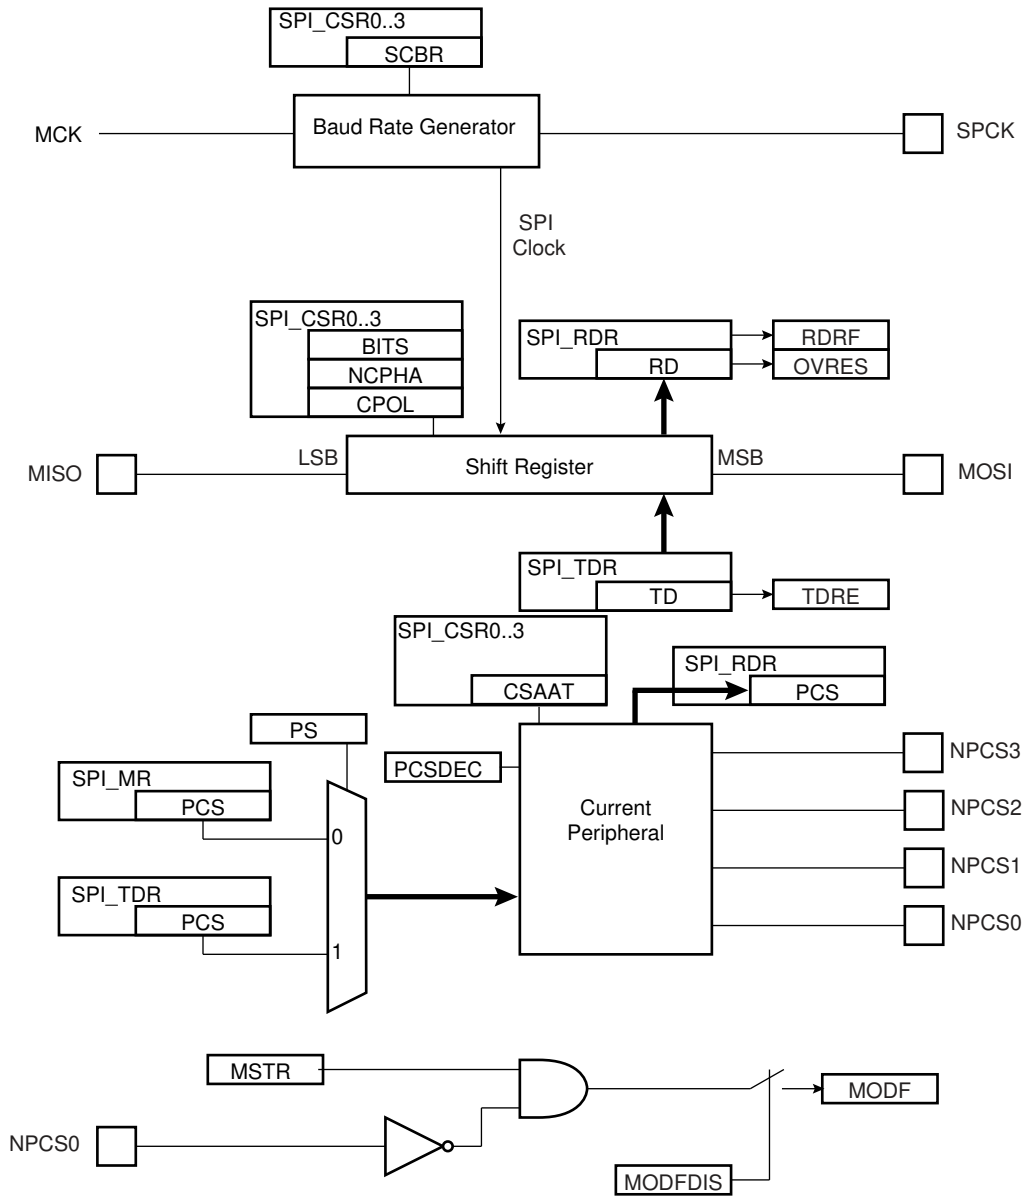 SPI_CSR0..3
SCBR
MCK
Baud Rate Generator
SPCK
SPI
Clock
SPI_CSR0..3
BITS
NCPHA
CPOL
SPI_RDR
RD
RDRF
OVRES
MISO
LSB
Shift Register
MSB
MOSI
SPI_TDR
TD
TDRE
SPI_CSR0..3
CSAAT
SPI_RDR
PCS
PS
PCSDEC
SPI_MR
PCS
0
SPI_TDR
PCS
1
Current
Peripheral
NPCS3
NPCS2
NPCS1
NPCS0
MSTR
MODF
NPCS0
MODFDIS